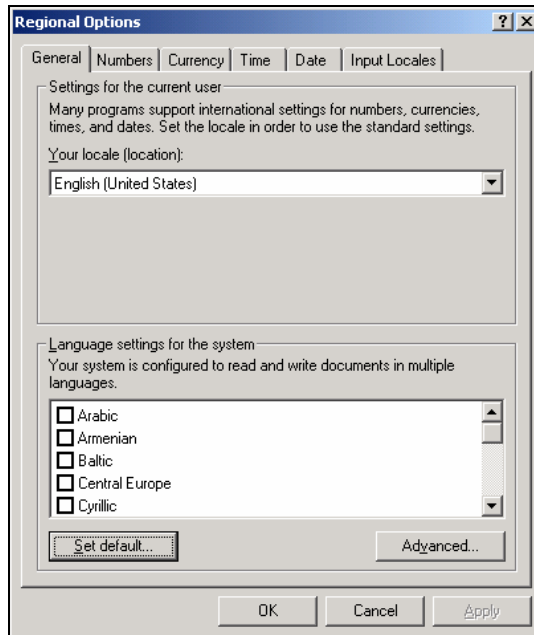 Regional Options
General Numbers Currency Time Date Input Locales
Settings for the current user
Many programs support international settings for numbers, currencies,
times, and dates. Set the locale in order to use the standard settings.
Your locale (location):
English (United States)
Language settings for the system
Your system is configured to read and write documents in multiple
languages.
Arabic
Armenian
Baltic
Central Europe
Cyrillic
Set default... Advanced...
OK Cancel Apply